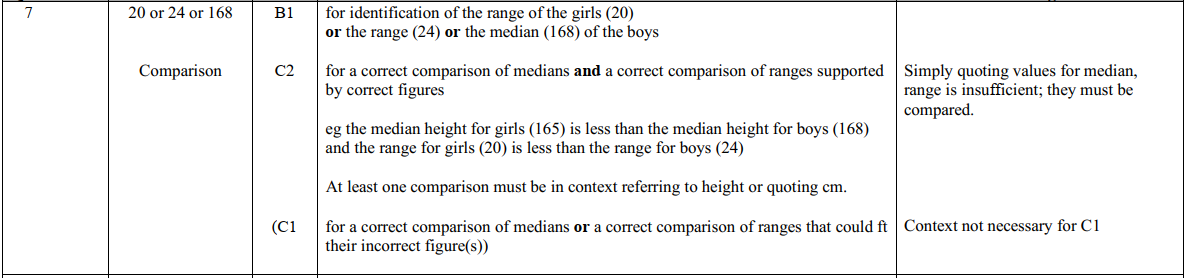 7 20 or 24 or 168 B1 for identification of the range of the girls (20)
or the range (24) or the median (168) of the boys
Comparison C2 for a correct comparison of medians and a correct comparison of ranges supported Simply quoting values for median,
by correct figures range is insufficient; they must be
compared.
eg the median height for girls (165) is less than the median height for boys (168)
and the range for girls (20) is less than the range for boys (24)
At least one comparison must be in context referring to height or quoting cm.
(C1 for a correct comparison of medians or a correct comparison of ranges that could ft Context not necessary for C1
their incorrect figure(s))